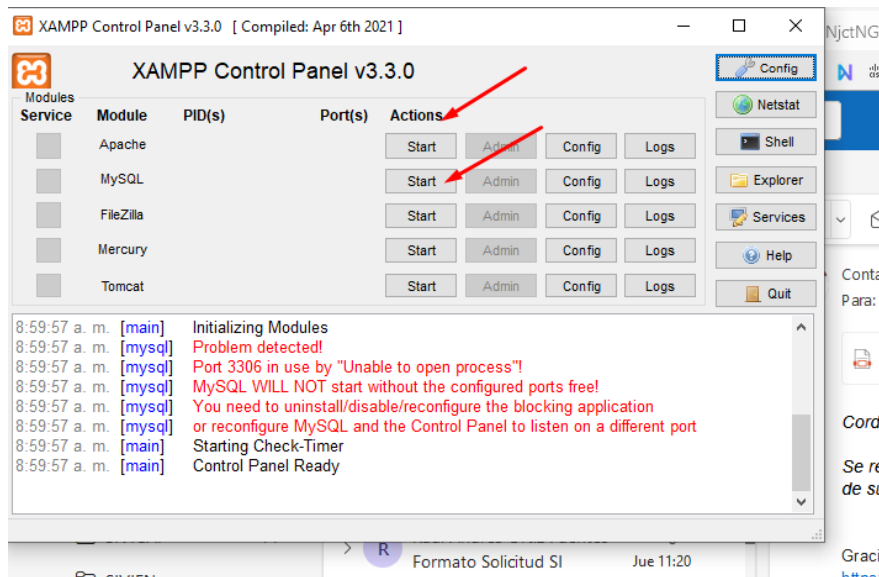 XAMPP Control Panel v3.3.0 [ Compiled: Apr 6th 2021 ]
NjctNG
XAMPP Control Panel v3.3.0
Config
Modules
Service Module PID(s) Port(s) Actions
Netstat
Apache Start Admin Config Logs
Shell
MySQL Start Admin Config Logs
Explorer
FileZilla Start Admin Config Logs
Services
Mercury Start Admin Config Logs
Help
Tomcat Start Admin Config Logs
Quit
Conta
Para:
8:59:57 a. m. [main] Initializing Modules
8:59:57 a. m. [mysql] Problem detected!
8:59:57 a. m. [mysql] Port 3306 in use by "Unable to open process"!
8:59:57 a. m. [mysql] MySQL WILL NOT start without the configured ports free!
8:59:57 a. m. [mysql] You need to uninstall/disable/reconfigure the blocking application
8:59:57 a. m. [mysql] or reconfigure MySQL and the Control Panel to listen on a different port
8:59:57 a. m. [main] Starting Check-Timer
8:59:57 a. m. [main] Control Panel Ready
Cord
Se re
de su
R
Formato Solicitud SI Jue 11:20
Graci